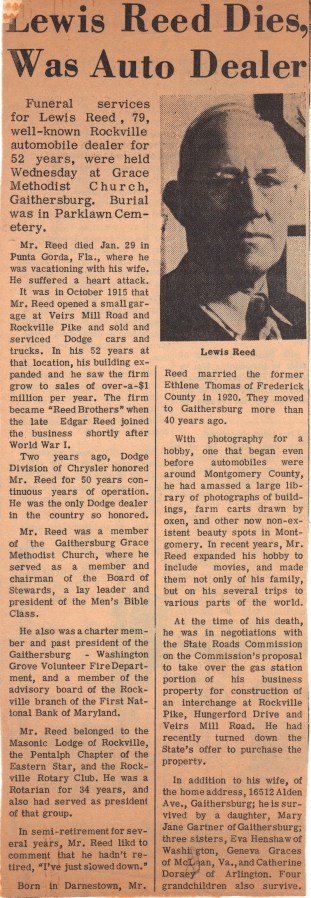 Lewis Reed Dies,
Was Auto Dealer
Funeral services
for Lewis Reed , 79,
well-known Rockville
automobile dealer for
52 years, were held
Wednesday at Grace
Methodist Church,
Gaithersburg. Burial
was in Parklawn Cem-
etery.
Mr. Reed died Jan. 29 in
Punta Gorda, Fla., where he
was vacationing with his wife.
He suffered a heart attack.
It was in October 1915 that
Mr. Reed opened a small gar-
age at Veirs Mill Road and
Rockville Pike and sold and
serviced Dodge cars and
trucks. In his 52 years at
that location, his building ex-
panded and he saw the firm
grow to sales of over-a-$1
million per year. The firm
became "Reed Brothers" when
the late Edgar Reed joined
the business shortly after
World War I.
Two years ago, Dodge
Division of Chrysler honored
Mr. Reed for 50 years con-
tinuous years of operation.
He was the only Dodge dealer
in the country so honored.
Mr. Reed was a member
of the Gaithersburg Grace
Methodist Church, where he
served as a member and
chairman of the Board of
Stewards, a lay leader and
president of the Men's Bible
Class.
He also was a charter mem-
ber and past president of the
Gaithersburg - Washington
Grove Volunteer Fire Depart-
ment, and a member of the
advisory board of the Rock-
ville branch of the First Nat-
ional Bank of Maryland.
Mr. Reed belonged to the
Masonic Lodge of Rockville,
the Pentalph Chapter of the
Eastern Star, and the Rock-
ville Rotary Club. He was a
Rotarian for 34 years, and
also had served as president
of that group.
In semi-retirement for sev-
eral years, Mr. Reed likd to
comment that he hadn't re-
tired, "I've just slowed down."
Born in Darnestown, Mr.
Lewis Reed
Reed married the former
Ethlene Thomas of Frederick
County in 1920. They moved
to Gaithersburg more than
40 years ago.
With photography for a
hobby, one that began even
before automobiles were
around Montgomery County,
he had amassed a large lib-
rary of photographs of build-
ings, farm carts drawn by
oxen, and other now non-ex-
istent beauty spots in Mont-
gomery. In recent years, Mr.
Reed expanded his hobby to
include movies, and made
them not only of his family,
but on his several trips to
various parts of the world.
At the time of his death,
he was in negotiations with
the State Roads Commission
on the Commission's proposal
to take over the gas station
portion of his business
property for construction of
an interchange at Rockville
Pike, Hungerford Drive and
Veirs Mill Road. He had
recently turned down the
State's offer to purchase the
property.
In addition to his wife, of
the home address, 16512 Alden
Ave., Gaithersburg; he is sur-
vived by a daughter, Mary
Jane Gartner of Gaithersburg;
three sisters, Eva Henshaw of
Washington, Geneva Graces
of McLean, Va., and Catherine
Dorsey of Arlington. Four
grandchildren also survive.